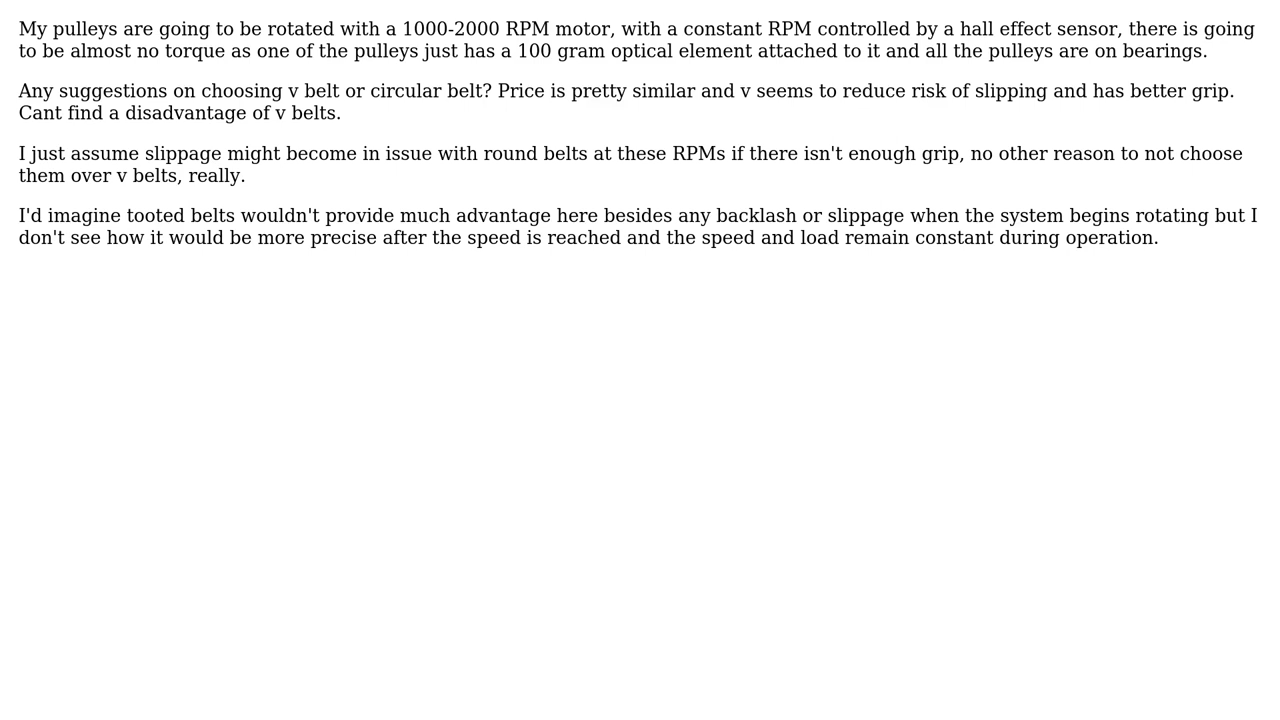 My pulleys are going to be rotated with a 1000-2000 RPM motor, with a constant RPM controlled by a hall effect sensor, there is going
to be almost no torque as one of the pulleys just has a 100 gram optical element attached to it and all the pulleys are on bearings.
Any suggestions on choosing v belt or circular belt? Price is pretty similar and v seems to reduce risk of slipping and has better grip.
Cant find a disadvantage of v belts.
I just assume slippage might become in issue with round belts at these RPMs if there isn't enough grip, no other reason to not choose
them over v belts, really.
I'd imagine tooted belts wouldn't provide much advantage here besides any backlash or slippage when the system begins rotating but I
don't see how it would be more precise after the speed is reached and the speed and load remain constant during operation.